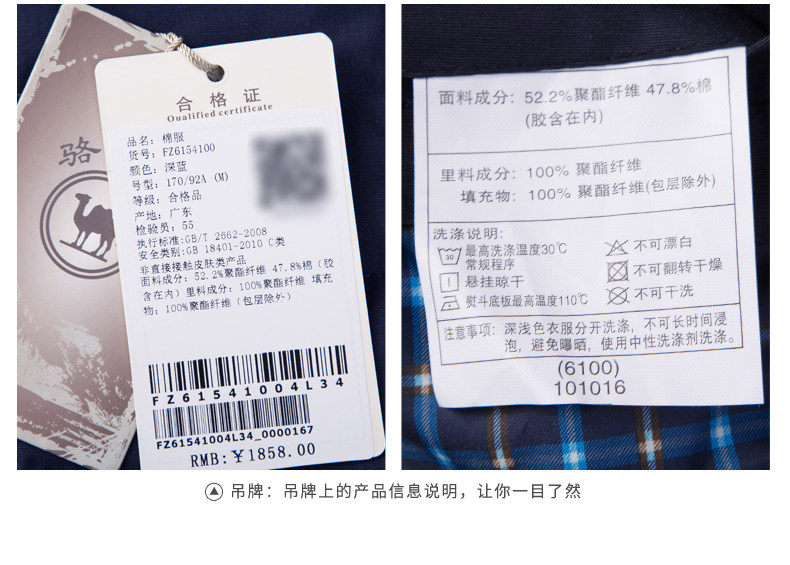 骆
合格证
Qualified certificate
品名: 棉服
货号: FZ6154100
颜色: 深蓝
号型: 170/92A (M)
等级: 合格品
产地: 广东
检验员: 55
执行标准:GB/T 2662-2008
安全类别:GB 18401-2010 C类
非直接接触皮肤类产品
面料成分: 52.2%聚酯纤维 47.8%棉 (胶
含在内) 里料成分: 100%聚酯纤维 填充
物: 100%聚酯纤维 (包层除外)
FZ61541004L34
FZ61541004L34_0000167
RMB:¥1858.00
面料成分: 52.2%聚酯纤维 47.8%棉
(胶含在内)
里料成分: 100% 聚酯纤维
填充物: 100% 聚酯纤维(包层除外)
洗涤说明:
30 最高洗涤温度30℃
常规程序
不可漂白
悬挂晾干
不可翻转干燥
熨斗底板最高温度110℃
不可干洗
注意事项: 深浅色衣服分开洗涤, 不可长时间浸
泡, 避免曝晒, 使用中性洗涤剂洗涤。
(6100)
101016
吊牌: 吊牌上的产品信息说明, 让你一目了然